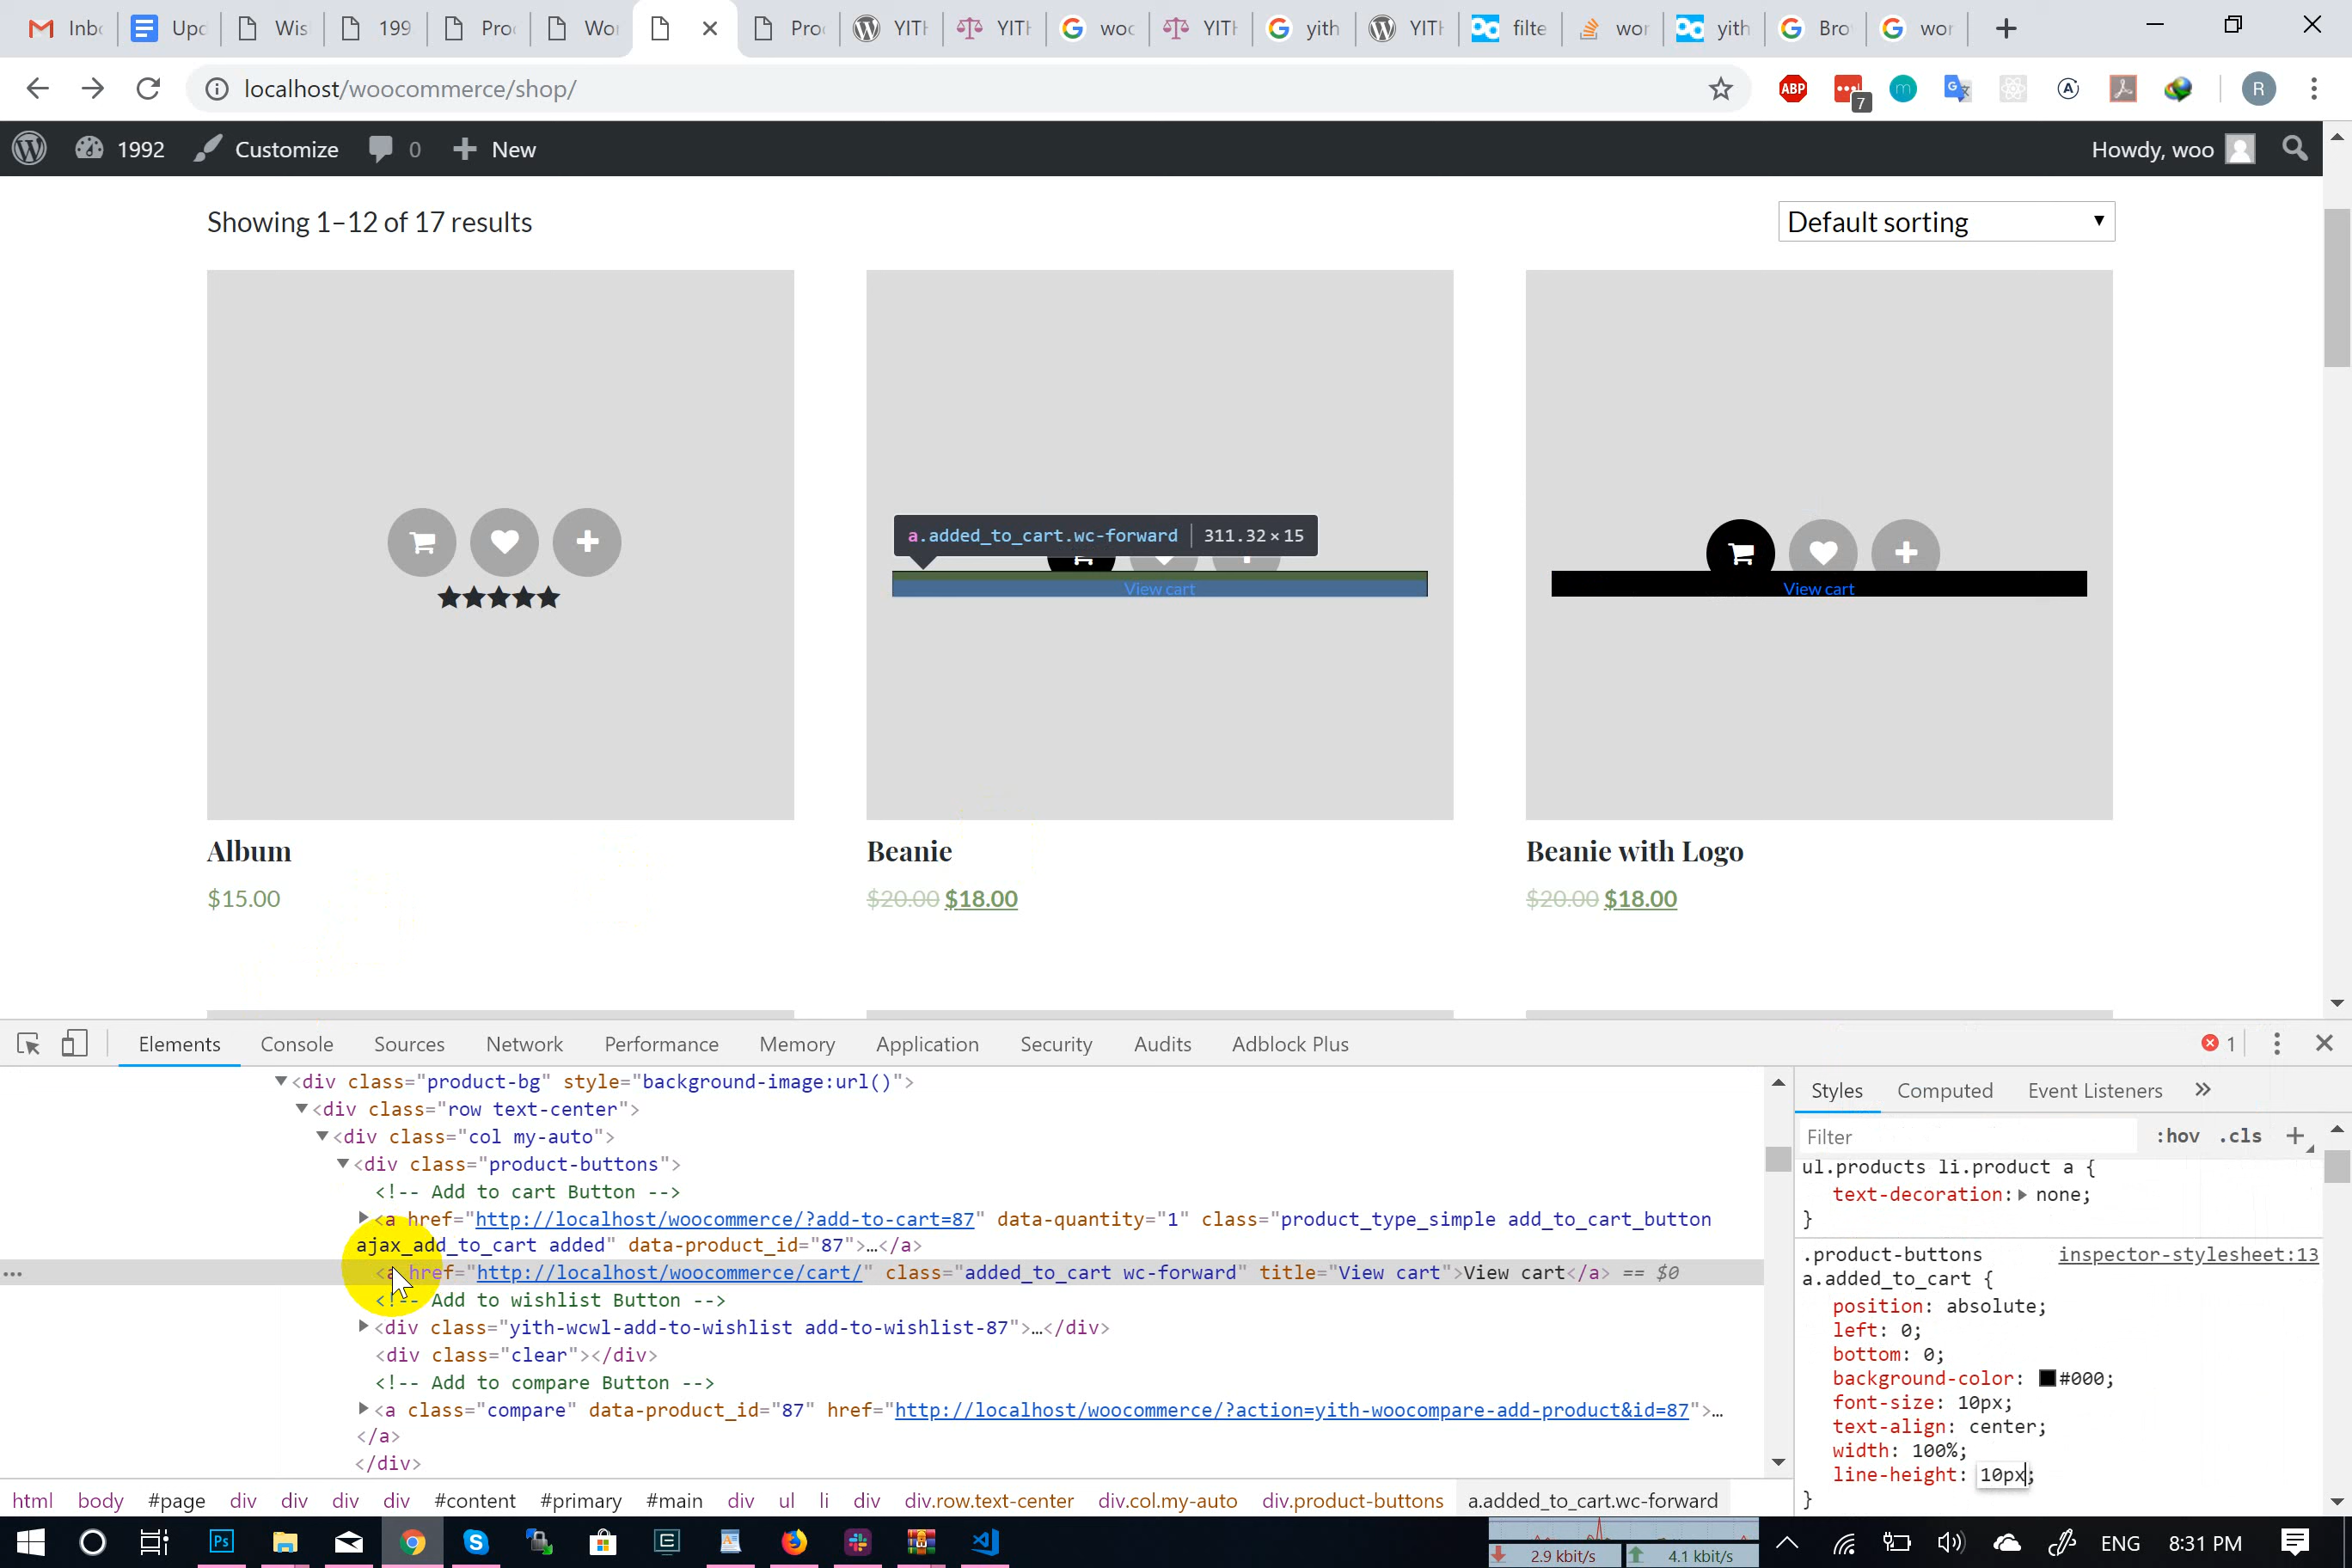 Inbo
Upd
Wis
199
Pro
Wor
Pro
YITH
YITH
woo
YITH
yith
YITH
filte
wor
yith
Bro
wor
localhost/woocommerce/shop/
ABP
7
R
1992
Customize
0
New
Howdy, woo
Showing 1–12 of 17 results
Default sorting
a.added_to_cart.wc-forward 311.32 × 15
View cart
View cart
Album
Beanie
Beanie with Logo
$15.00
$20.00 $18.00
$20.00 $18.00
Elements
Console
Sources
Network
Performance
Memory
Application
Security
Audits
Adblock Plus
1
<div class="product-bg" style="background-image:url()">
<div class="row text-center">
<div class="col my-auto">
<div class="product-buttons">
<!-- Add to cart Button -->
<a href="http://localhost/woocommerce/?add-to-cart=87" data-quantity="1" class="product_type_simple add_to_cart_button
ajax_add_to_cart added" data-product_id="87">…</a>
<a href="http://localhost/woocommerce/cart/" class="added_to_cart wc-forward" title="View cart">View cart</a> == $0
<!-- Add to wishlist Button -->
<div class="yith-wcwl-add-to-wishlist add-to-wishlist-87">…</div>
<div class="clear"></div>
<!-- Add to compare Button -->
<a class="compare" data-product_id="87" href="http://localhost/woocommerce/?action=yith-woocompare-add-product&id=87">…
</a>
</div>
html body #page div div div div #content #primary #main div ul li div div.row.text-center div.col.my-auto div.product-buttons a.added_to_cart.wc-forward
Styles
Computed
Event Listeners
»
Filter
:hov .cls +
ul.products li.product a {
text-decoration: none;
}
.product-buttons inspector-stylesheet:13
a.added_to_cart {
position: absolute;
left: 0;
bottom: 0;
background-color: #000;
font-size: 10px;
text-align: center;
width: 100%;
line-height: 10px;
}
Ps
2.9 kbit/s
4.1 kbit/s
ENG
8:31 PM